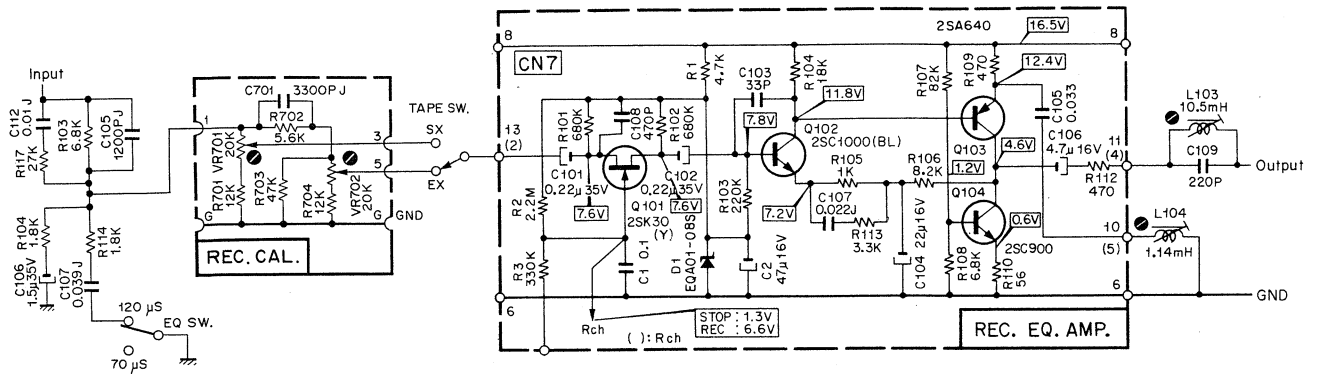 Input
C112
0.01J
R117
27K
R103
6.8K
C105
1200PJ
R104
1.8K
C106
1.5μ35V
R114
1.8K
C107
0.039J
120 μS
EQ SW.
70 μS
1
C701
3300PJ
R702
5.6K
VR701
20K
R701
12K
R703
47K
R704
12K
VR702
20K
3
5
G
G
GND
REC. CAL.
TAPE SW.
SX
EX
13
(2)
8
CN7
R1
4.7K
C103
33P
R104
18K
11.8V
2SA640
16.5V
8
R107
82K
R109
470
12.4V
C105
0.033
R101
680K
C108
470P
R102
680K
7.8V
Q102
2SC1000(BL)
Q103
4.6V
C106
4.7μ16V
11
(4)
R112
470
L103
10.5mH
C109
220P
Output
C101
0.22μ35V
7.6V
C102
0.22μ35V
7.6V
Q101
2SK30
(Y)
R2
2.2M
R3
330K
C1 0.1
D1
EQA01-08S
R103
220K
C2
47μ16V
7.2V
R105
1K
C107
0.022J
R113
3.3K
R106
8.2K
1.2V
C104 22μ16V
Q104
0.6V
2SC900
R108
6.8K
R110
56
10
(5)
L104
1.14mH
6
6
GND
Rch
STOP : 1.3V
REC : 6.6V
( ): Rch
REC. EQ. AMP.